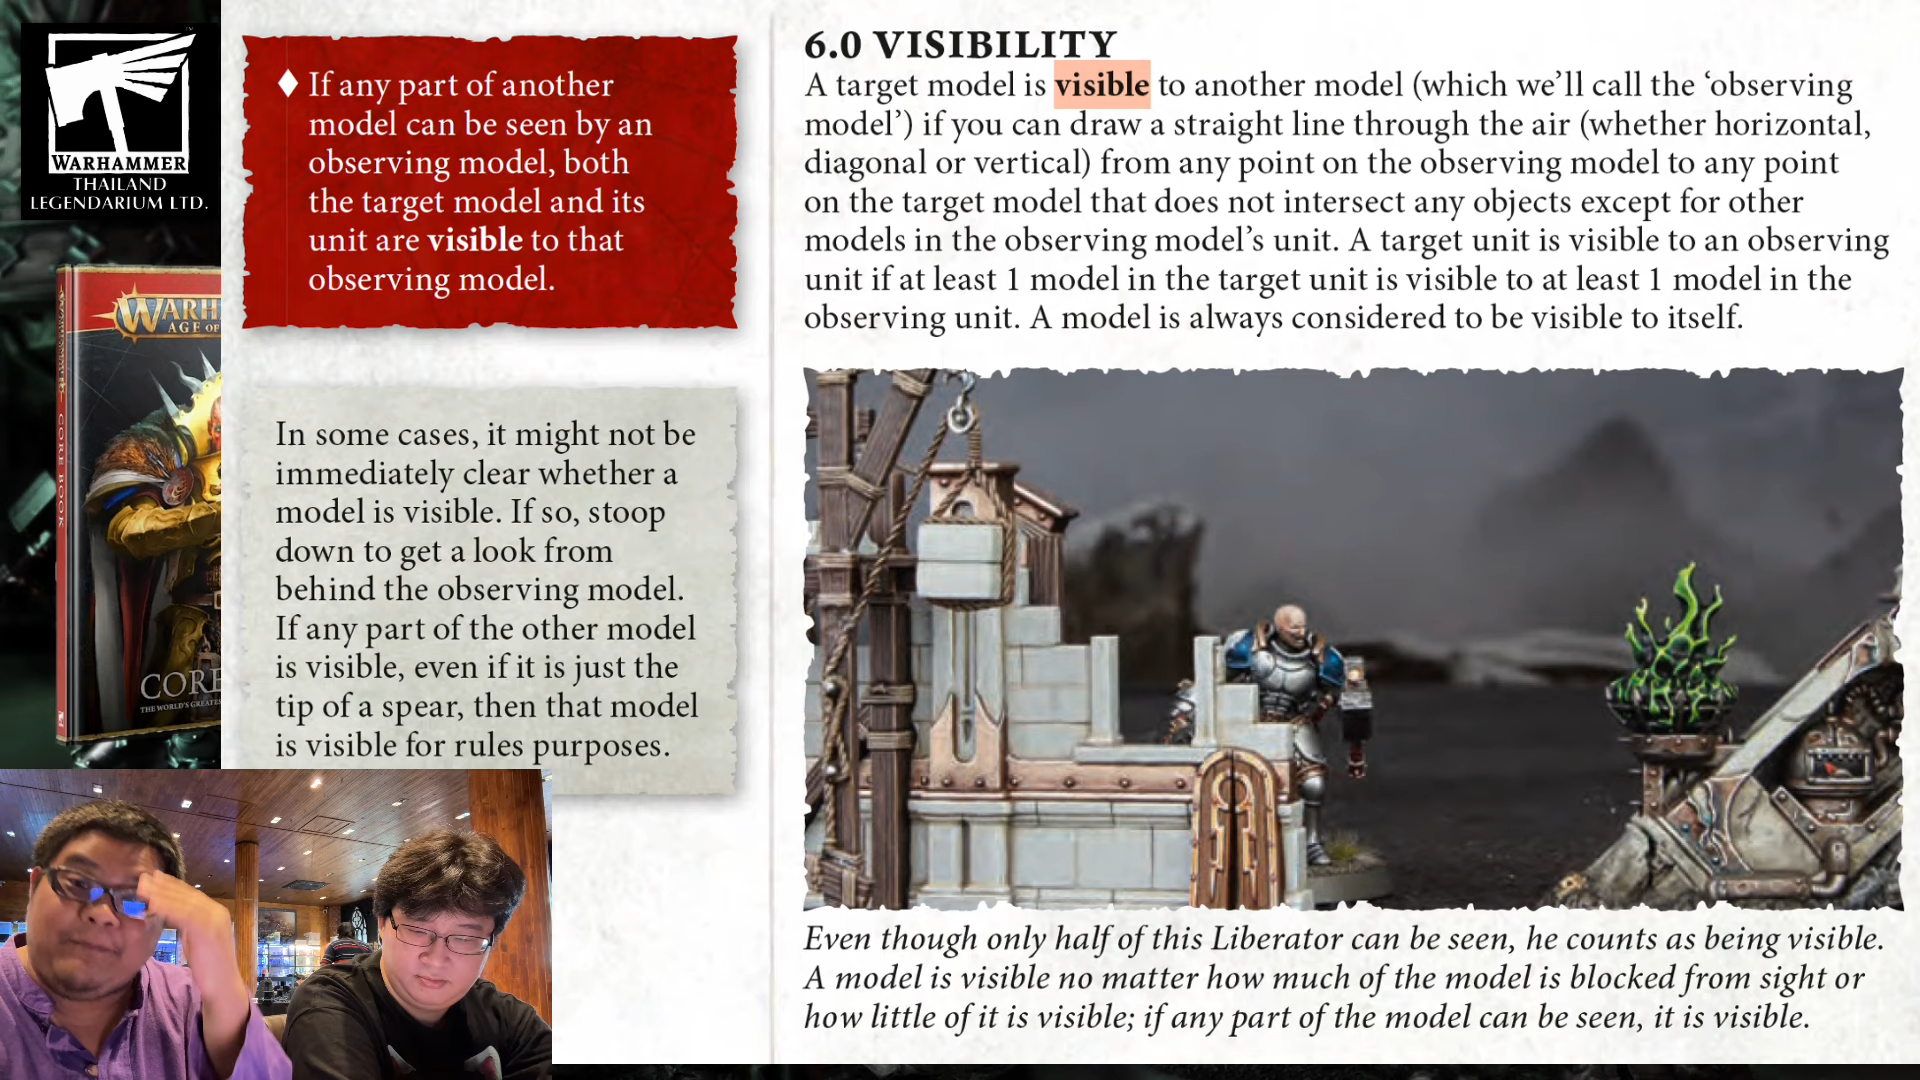 WARHAMMER
THAILAND
LEGENDARIUM LTD.
If any part of another
model can be seen by an
observing model, both
the target model and its
unit are visible to that
observing model.
In some cases, it might not be
immediately clear whether a
model is visible. If so, stoop
down to get a look from
behind the observing model.
If any part of the other model
is visible, even if it is just the
tip of a spear, then that model
is visible for rules purposes.
6.0 VISIBILITY
A target model is visible to another model (which we’ll call the ‘observing
model’) if you can draw a straight line through the air (whether horizontal,
diagonal or vertical) from any point on the observing model to any point
on the target model that does not intersect any objects except for other
models in the observing model’s unit. A target unit is visible to an observing
unit if at least 1 model in the target unit is visible to at least 1 model in the
observing unit. A model is always considered to be visible to itself.
Even though only half of this Liberator can be seen, he counts as being visible.
A model is visible no matter how much of the model is blocked from sight or
how little of it is visible; if any part of the model can be seen, it is visible.
WARH
AGE OF
CORE BOOK
CORE
THE WORLD'S GREATES